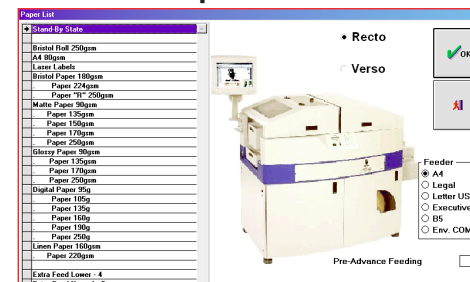 Paper List
Stand-By State
Bristol Roll 250gsm
A4 80gsm
Laser Labels
Bristol Paper 180gsm
. Paper 224gsm
. Paper "R" 250gsm
Matte Paper 90gsm
. Paper 135gsm
. Paper 150gsm
. Paper 170gsm
. Paper 250gsm
Glossy Paper 90gsm
. Paper 135gsm
. Paper 170gsm
. Paper 250gsm
Digital Paper 95g
. Paper 105g
. Paper 135g
. Paper 160g
. Paper 190g
. Paper 250g
Linen Paper 160gsm
. Paper 220gsm
Extra Feed Lower - 4
Recto
Verso
OK
Feeder
A4
Legal
Letter US
Executive
B5
Env. COM
Pre-Advance Feeding